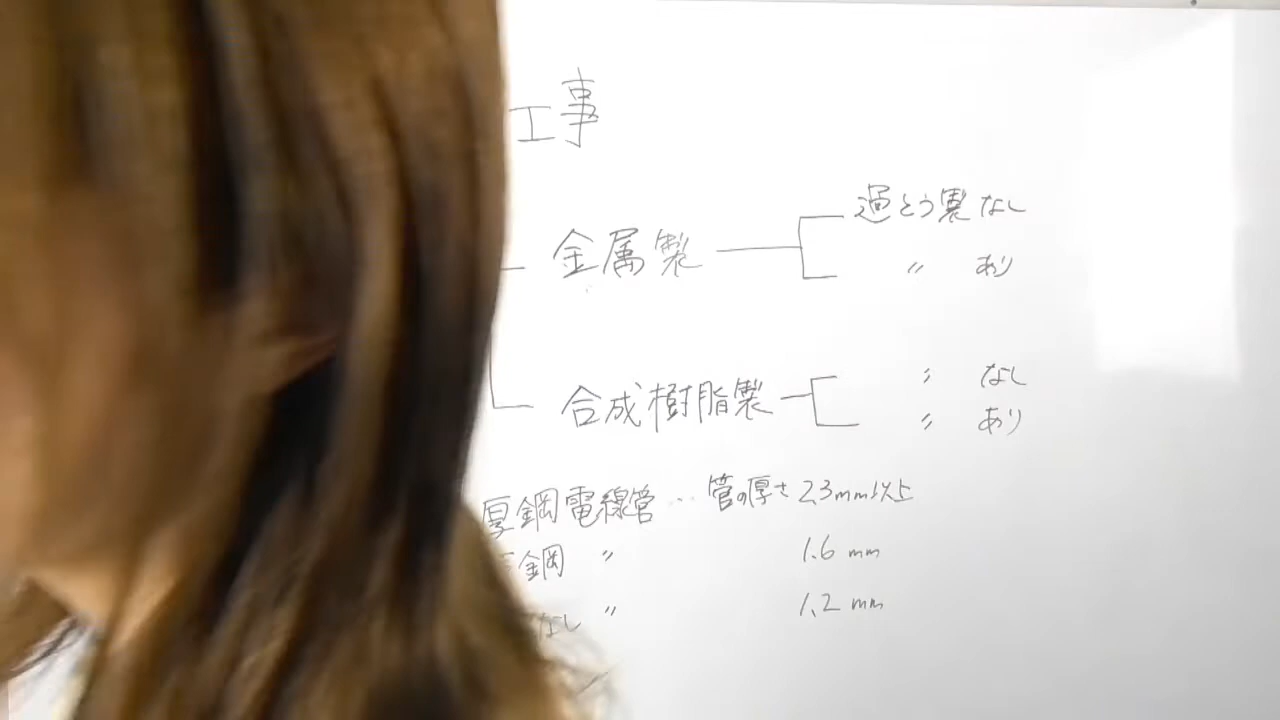 工事
金属製 過とう製 なし
〃 あり
合成樹脂製 〃 なし
〃 あり
厚鋼電線管 … 管の厚さ 2.3mm以上
鋼 〃 1.6 mm
なし 〃 1.2 mm